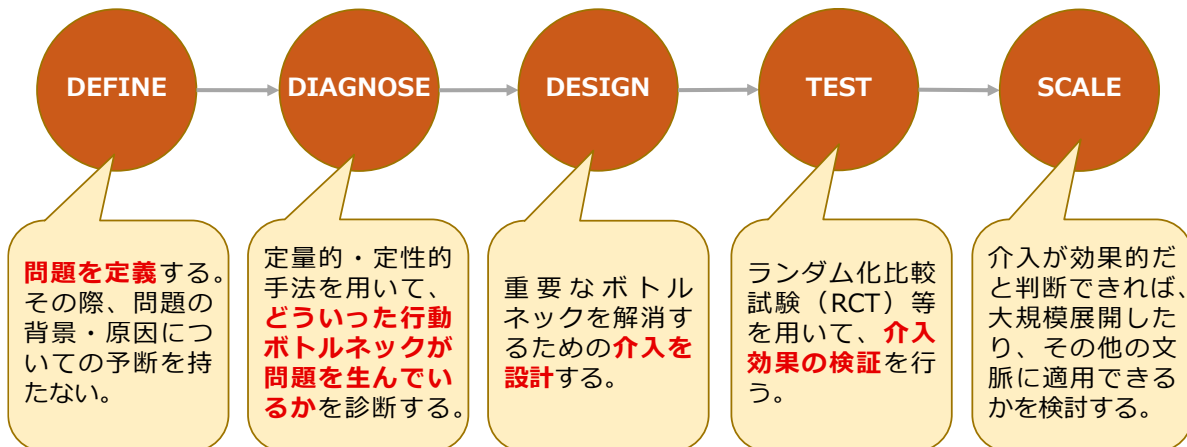 DEFINE
DIAGNOSE
DESIGN
TEST
SCALE
問題を定義する。
その際、問題の
背景・原因につ
いての予断を持
たない。
定量的・定性的
手法を用いて、
どういった行動
ボトルネックが
問題を生んでい
るかを診断する。
重要なボトル
ネックを解消す
るための介入を
設計する。
ランダム化比較
試験（RCT）等
を用いて、介入
効果の検証を行
う。
介入が効果的だ
と判断できれば、
大規模展開した
り、その他の文
脈に適用できる
かを検討する。